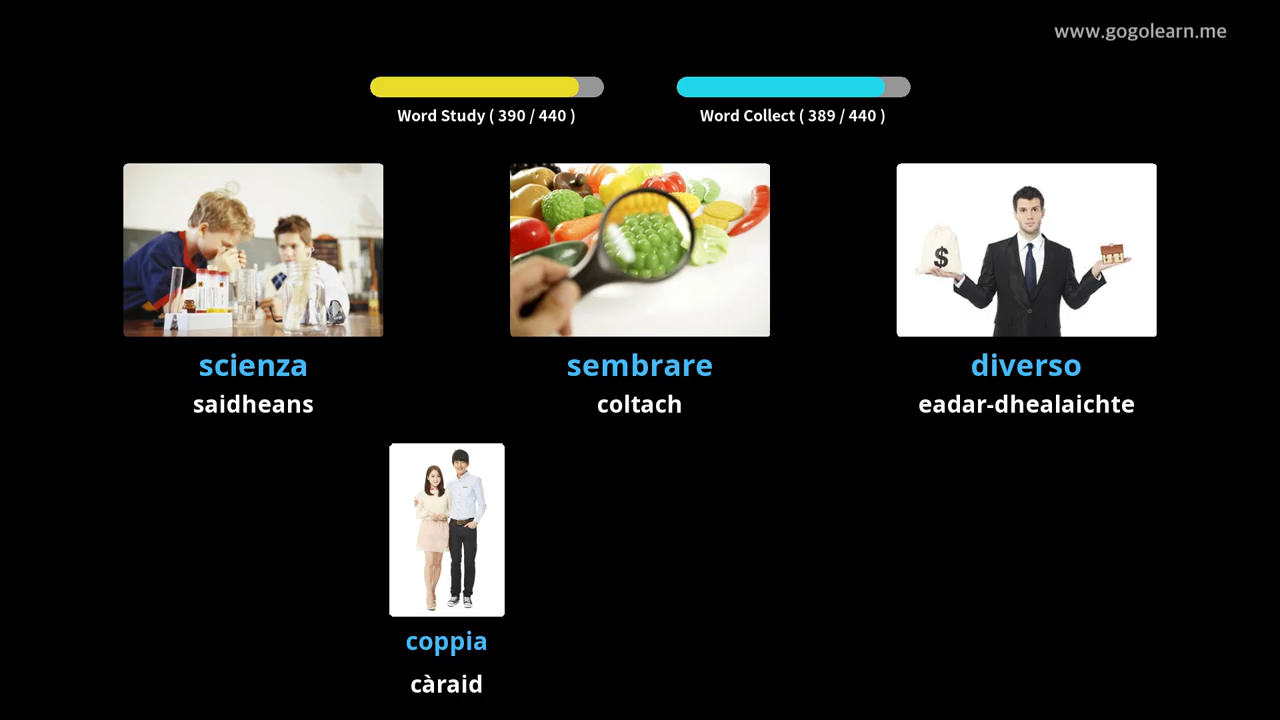 www.gogolearn.me
Word Study ( 390 / 440 )
Word Collect ( 389 / 440 )
$
scienza
sembrare
diverso
saidheans
coltach
eadar-dhealaichte
coppia
càraid